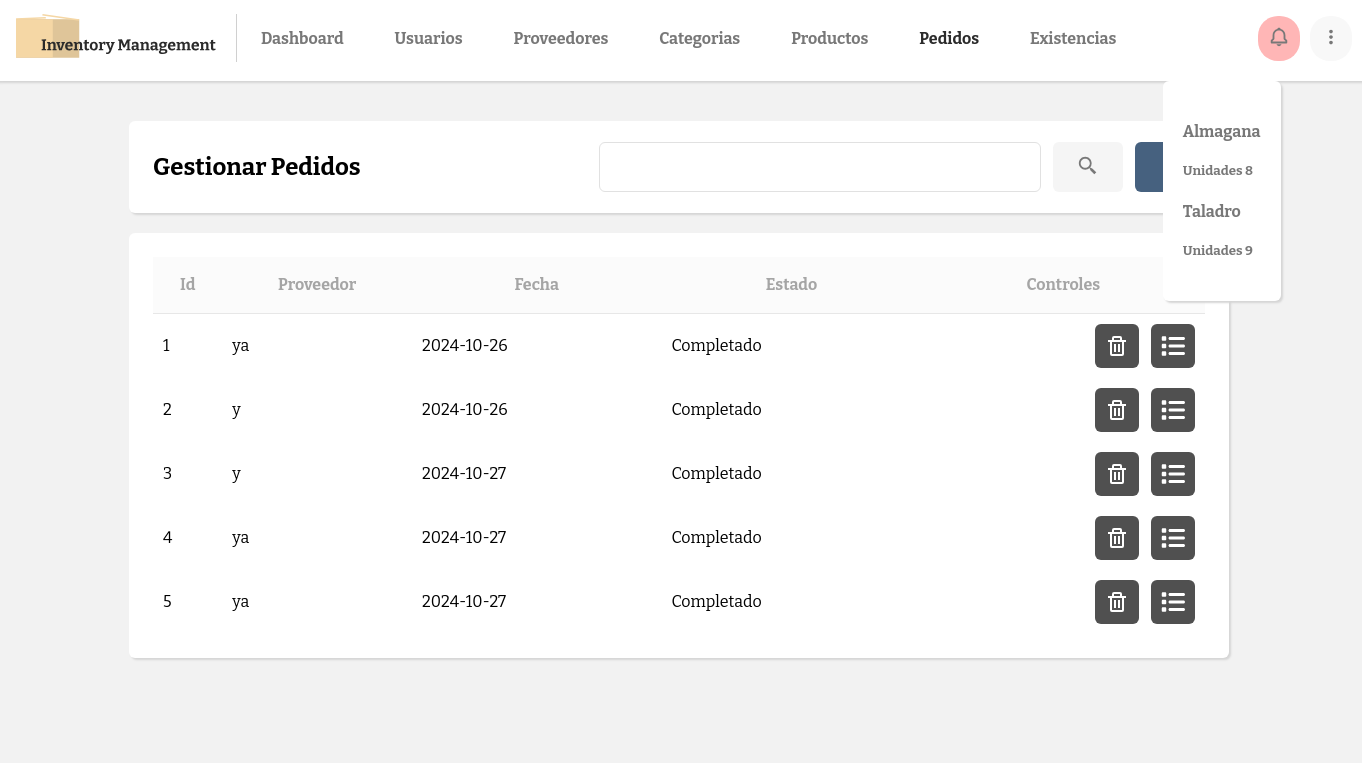 Inventory Management
Dashboard Usuarios Proveedores Categorias Productos Pedidos Existencias
Almagana
Unidades 8
Taladro
Unidades 9
Gestionar Pedidos
Id Proveedor Fecha Estado Controles
1 ya 2024-10-26 Completado
2 y 2024-10-26 Completado
3 y 2024-10-27 Completado
4 ya 2024-10-27 Completado
5 ya 2024-10-27 Completado